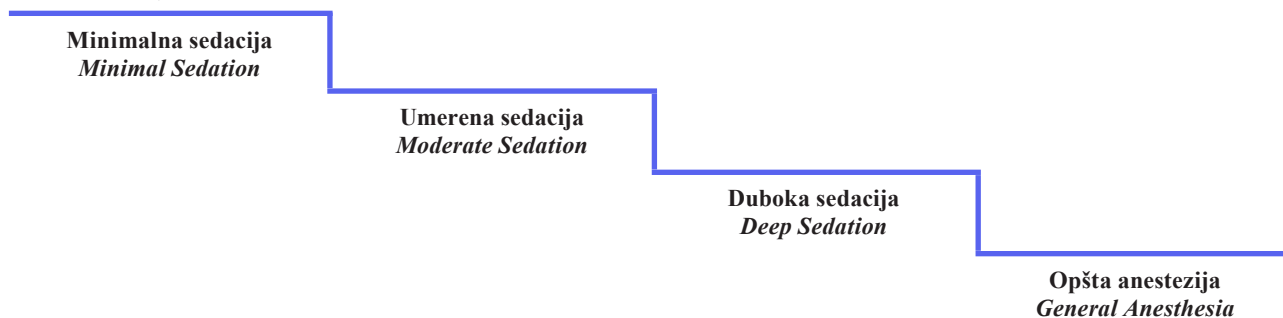 Minimalna sedacija
Minimal Sedation
Umerena sedacija
Moderate Sedation
Duboka sedacija
Deep Sedation
Opšta anestezija
General Anesthesia